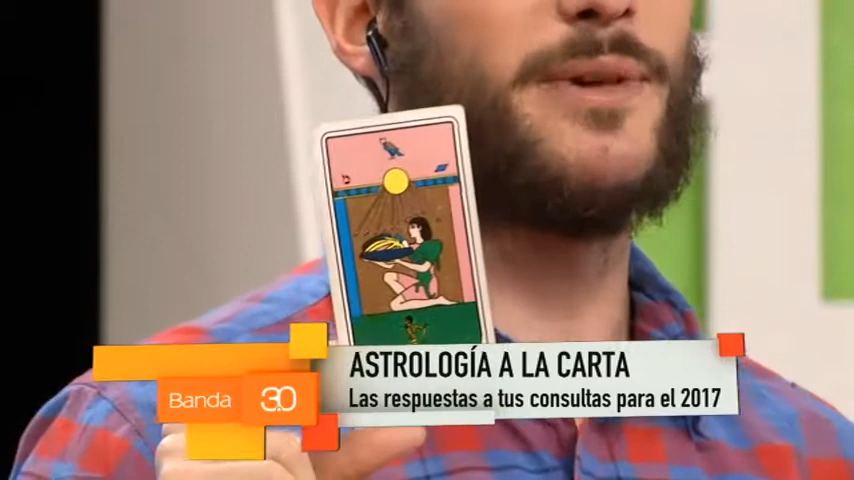 ASTROLOGÍA A LA CARTA
Las respuestas a tus consultas para el 2017
Banda 3.0